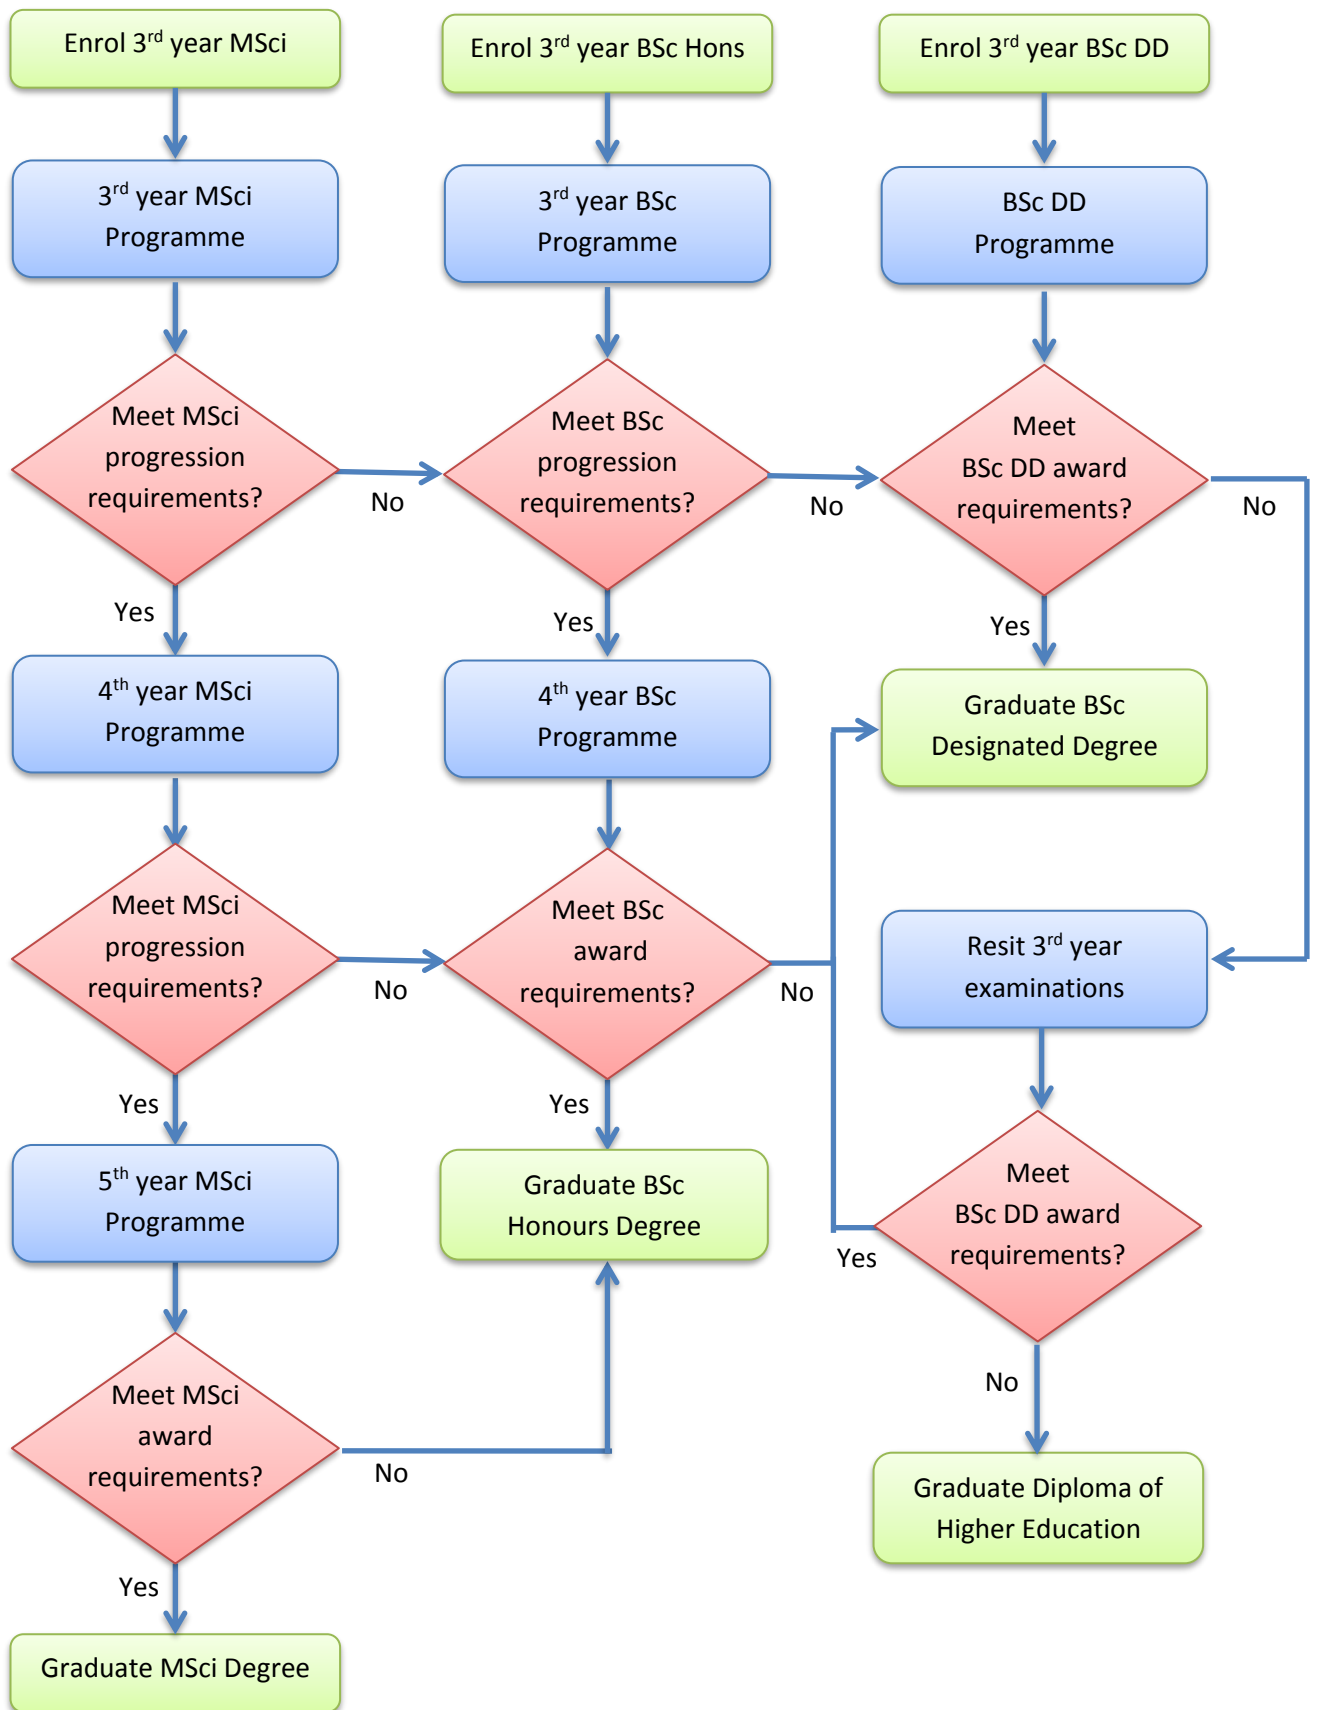 Enrol 3rd year MSci
Enrol 3rd year BSc Hons
Enrol 3rd year BSc DD
3rd year MSci
Programme
3rd year BSc
Programme
BSc DD
Programme
Meet MSci
progression
requirements?
No
Meet BSc
progression
requirements?
No
Meet
BSc DD award
requirements?
No
Yes
Yes
Yes
4th year MSci
Programme
4th year BSc
Programme
Graduate BSc
Designated Degree
Meet MSci
progression
requirements?
No
Meet BSc
award
requirements?
No
Resit 3rd year
examinations
Yes
Yes
5th year MSci
Programme
Graduate BSc
Honours Degree
Meet
BSc DD award
requirements?
Yes
No
Meet MSci
award
requirements?
No
Graduate Diploma of
Higher Education
Yes
Graduate MSci Degree